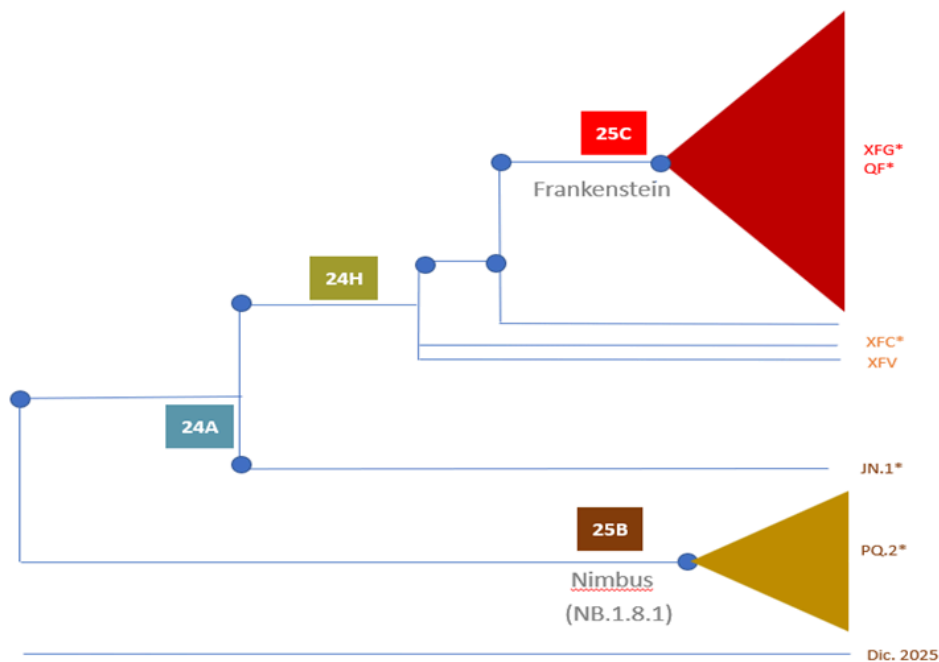 25C
XFG*
QF*
Frankenstein
24H
XFC*
XFV
24A
JN.1*
25B
PQ.2*
Nimbus
(NB.1.8.1)
Dic. 2025